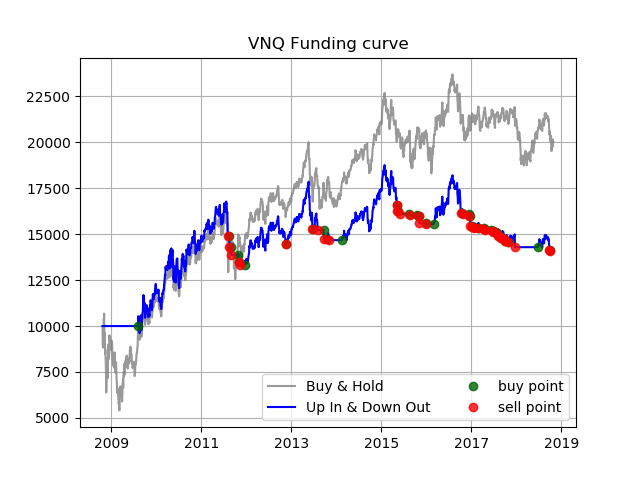 VNQ Funding curve
22500
20000
17500
15000
12500
10000
7500
5000
2009 2011 2013 2015 2017 2019
Buy & Hold
Up In & Down Out
buy point
sell point